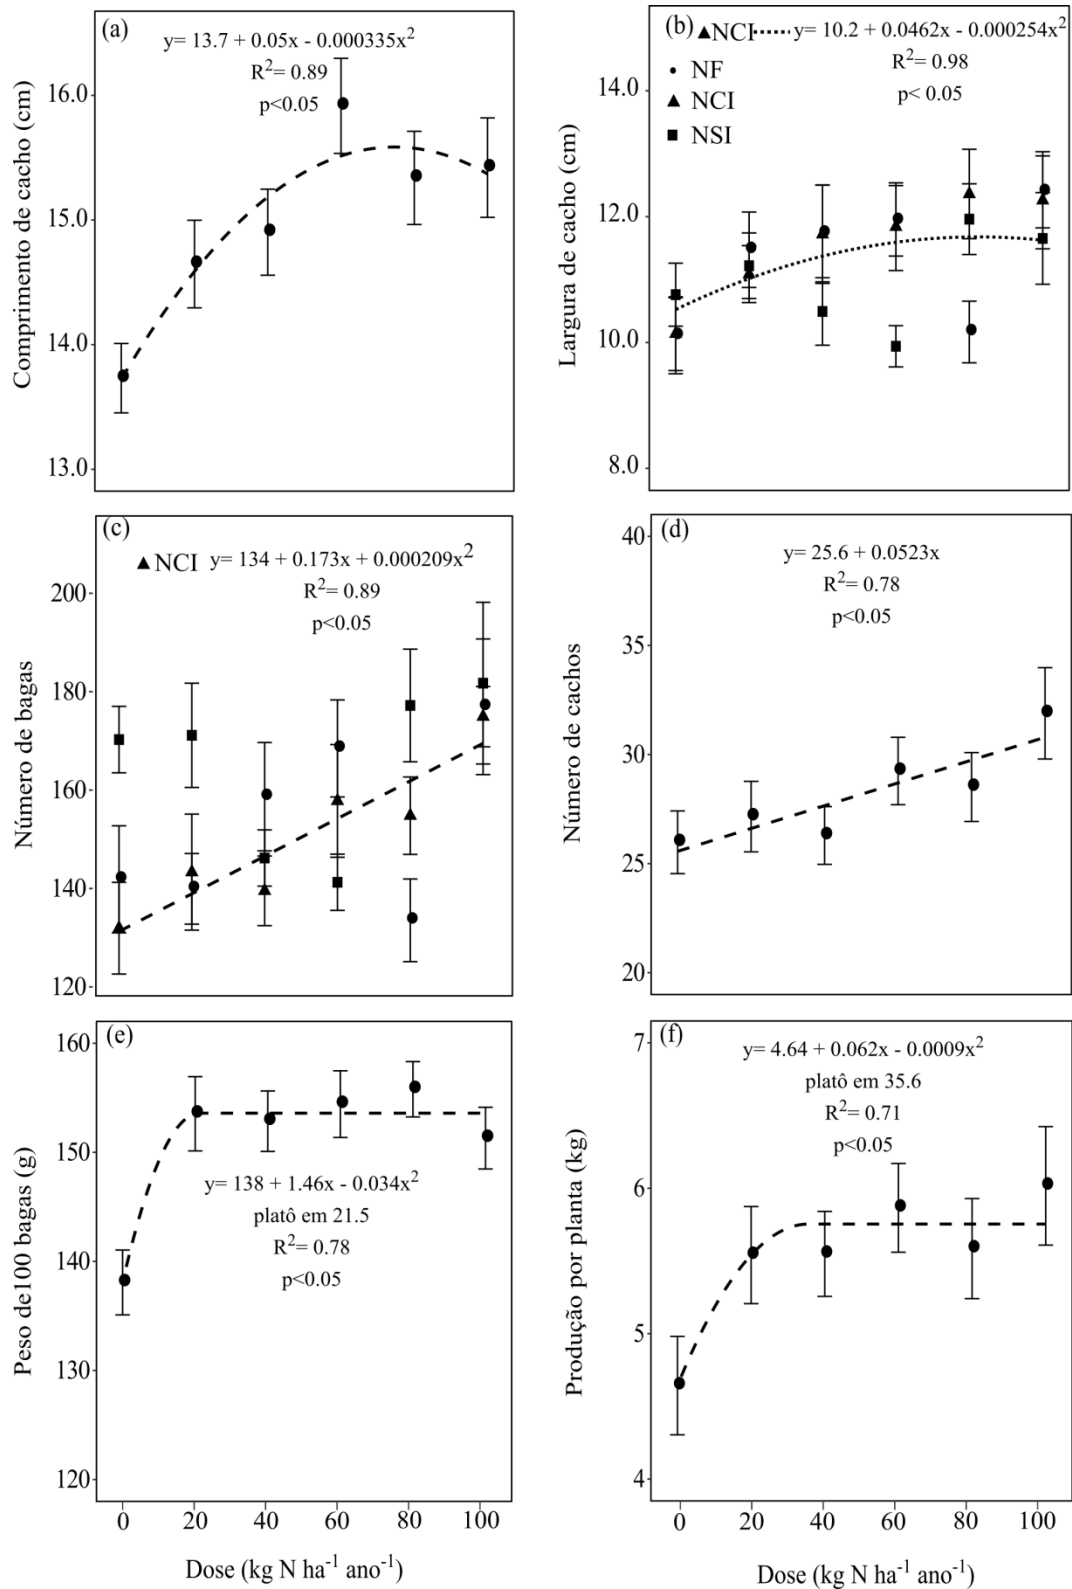 (a)
y= 13.7 + 0.05x - 0.000335x²
R²= 0.89
p<0.05
Comprimento de cacho (cm)
16.0
15.0
14.0
13.0
(b)
▲NCI y= 10.2 + 0.0462x - 0.000254x²
R²= 0.98
p< 0.05
● NF
▲ NCI
■ NSI
Largura de cacho (cm)
14.0
12.0
10.0
8.0
(c)
▲ NCI y= 134 + 0.173x + 0.000209x²
R²= 0.89
p<0.05
Número de bagas
200
180
160
140
120
(d)
y= 25.6 + 0.0523x
R²= 0.78
p<0.05
Número de cachos
40
35
30
25
20
(e)
y= 138 + 1.46x - 0.034x²
platô em 21.5
R²= 0.78
p<0.05
Peso de100 bagas (g)
160
150
140
130
120
0 20 40 60 80 100
Dose (kg N ha⁻¹ ano⁻¹)
(f)
y= 4.64 + 0.062x - 0.0009x²
platô em 35.6
R²= 0.71
p<0.05
Produção por planta (kg)
7
6
5
4
0 20 40 60 80 100
Dose (kg N ha⁻¹ ano⁻¹)